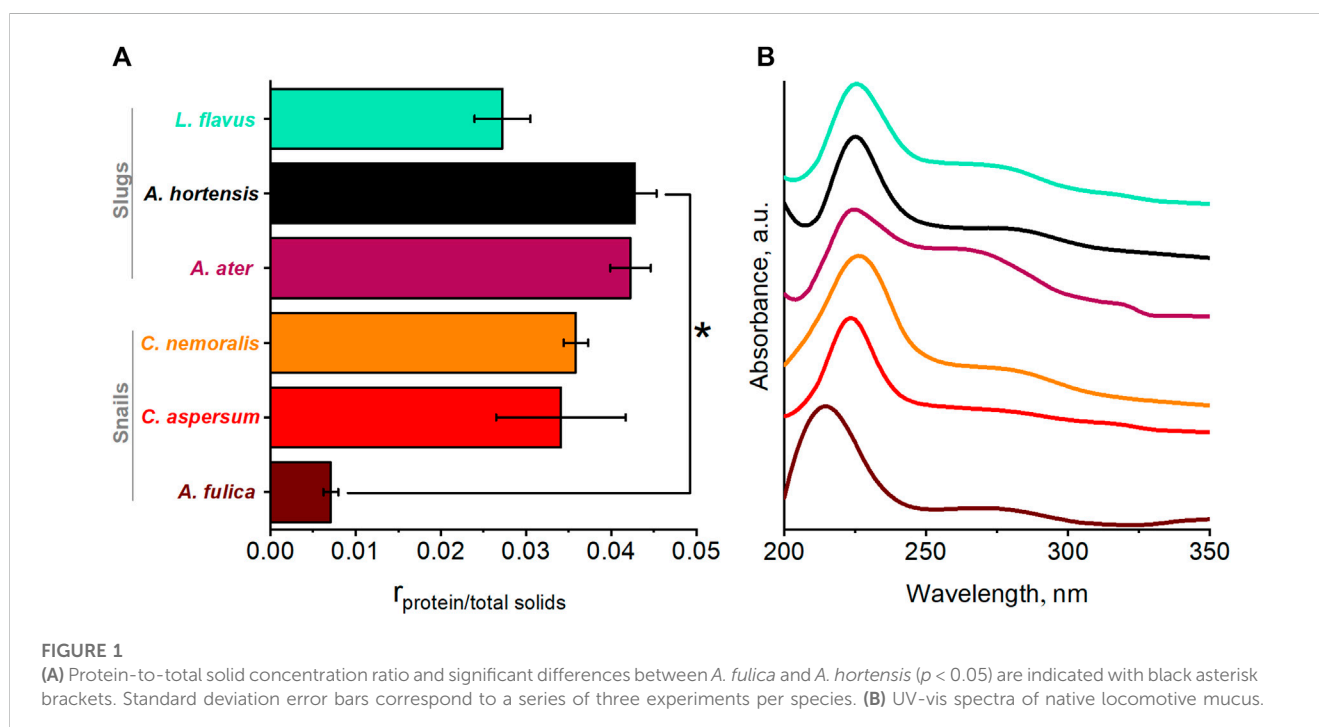 A
Slugs
L. flavus
A. hortensis
A. ater
Snails
C. nemoralis
C. aspersum
A. fulica
*
0.00 0.01 0.02 0.03 0.04 0.05
r protein/total solids
B
Absorbance, a.u.
200 250 300 350
Wavelength, nm
FIGURE 1
(A) Protein-to-total solid concentration ratio and significant differences between A. fulica and A. hortensis (p < 0.05) are indicated with black asterisk
brackets. Standard deviation error bars correspond to a series of three experiments per species. (B) UV-vis spectra of native locomotive mucus.